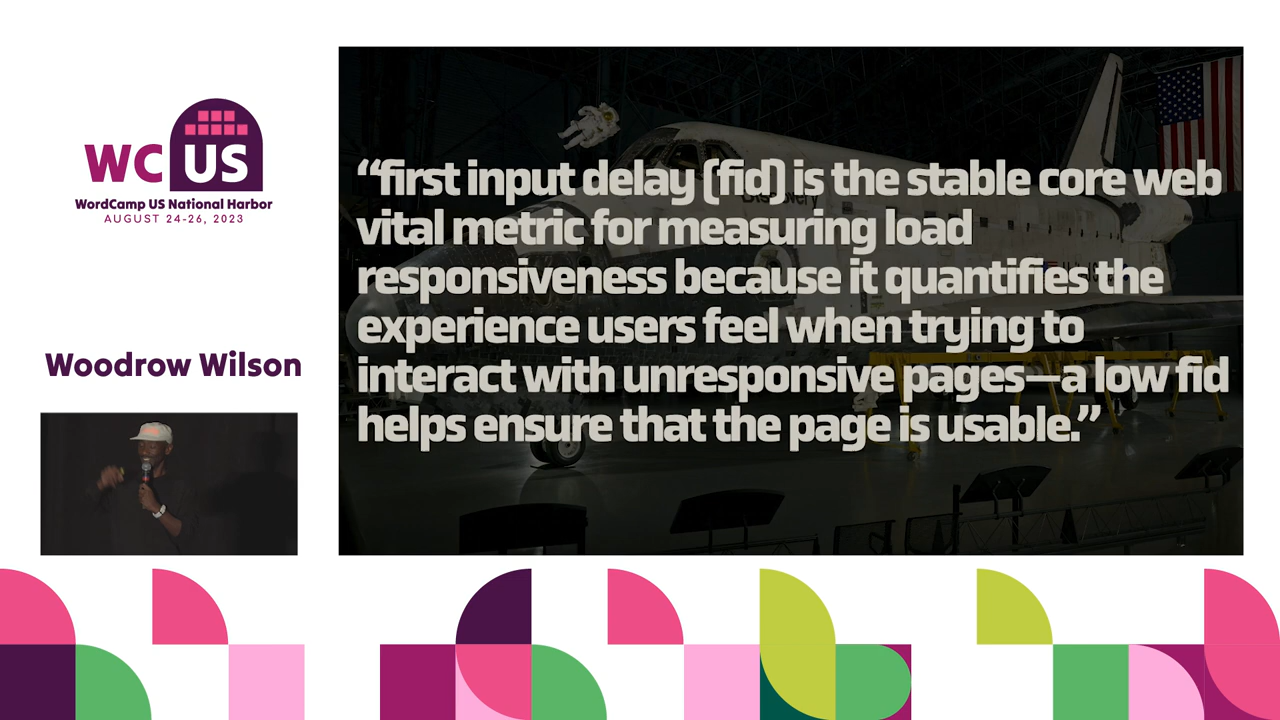 WC US
WordCamp US National Harbor
AUGUST 24-26, 2023
Woodrow Wilson
“first input delay (fid) is the stable core web
vital metric for measuring load
responsiveness because it quantifies the
experience users feel when trying to
interact with unresponsive pages—a low fid
helps ensure that the page is usable.”
Discovery